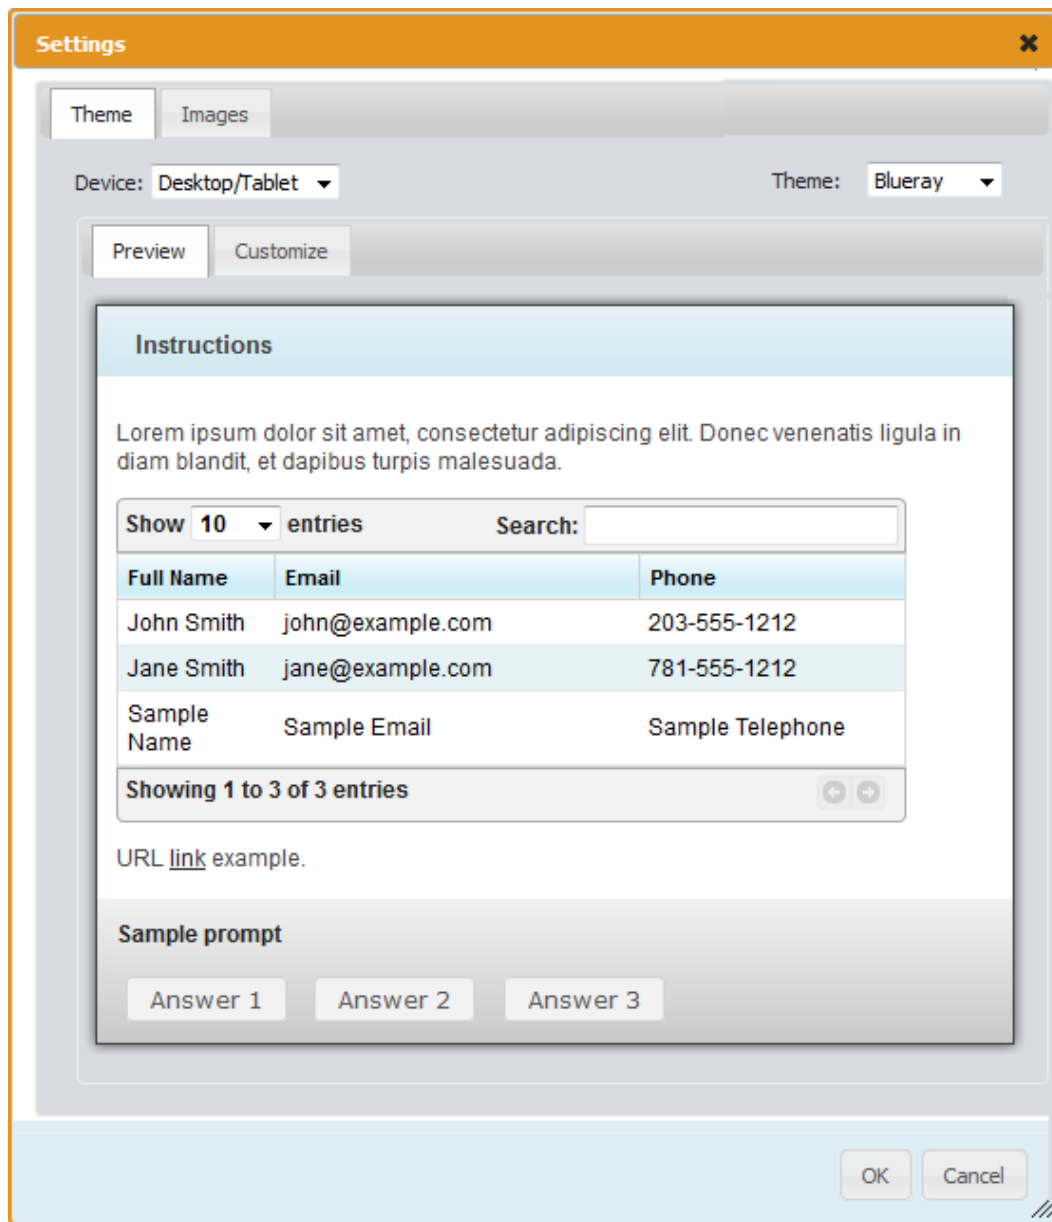 Settings
Theme Images
Device: Desktop/Tablet Theme: Blueray
Preview Customize
Instructions
Lorem ipsum dolor sit amet, consectetur adipiscing elit. Donec venenatis ligula in
diam blandit, et dapibus turpis malesuada.
Show 10 entries Search:
Full Name Email Phone
John Smith john@example.com 203-555-1212
Jane Smith jane@example.com 781-555-1212
Sample
Name Sample Email Sample Telephone
Showing 1 to 3 of 3 entries
URL link example.
Sample prompt
Answer 1 Answer 2 Answer 3
OK Cancel